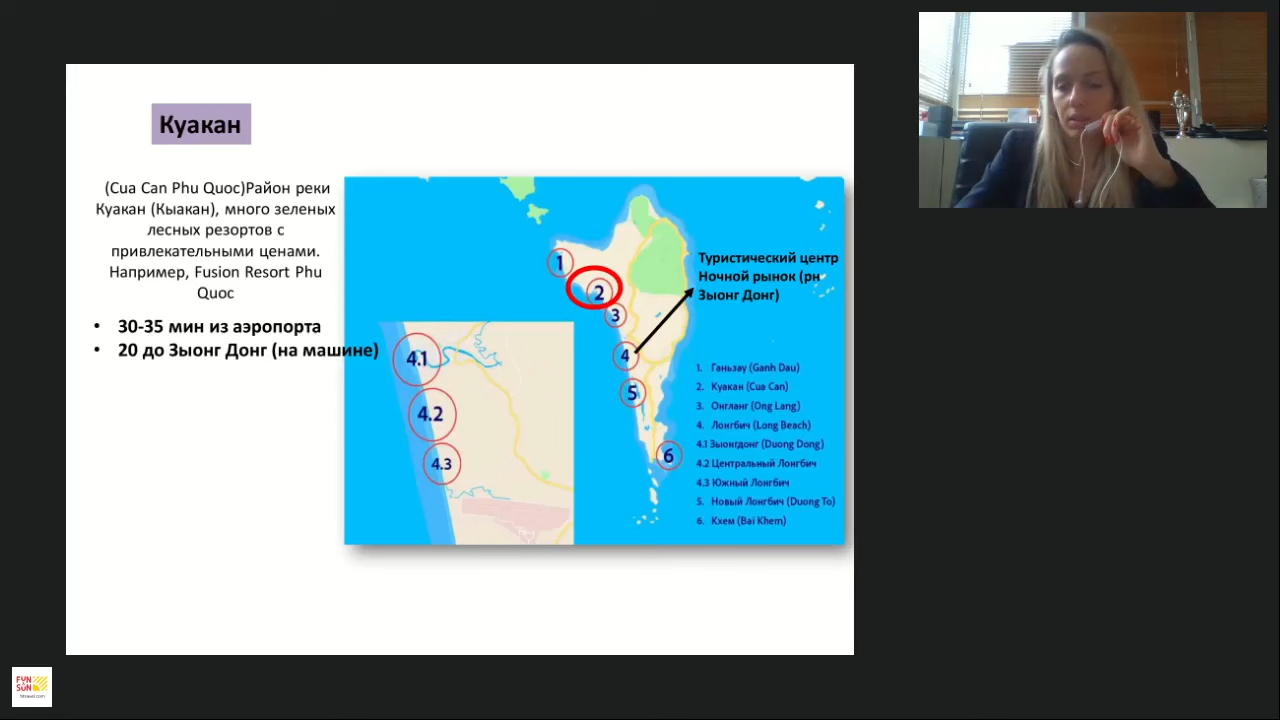 Куакан
(Cua Can Phu Quoc)Район реки
Куакан (Кыакан), много зеленых
лесных резортов с
привлекательными ценами.
Например, Fusion Resort Phu
Quoc
• 30-35 мин из аэропорта
• 20 до Зыонг Донг (на машине)
1
2
3
4
5
6
4.1
4.2
4.3
Туристический центр
Ночной рынок (рн
Зыонг Донг)
1. Ганьзау (Ganh Dau)
2. Куакан (Cua Can)
3. Онгланг (Ong Lang)
4. Лонгбич (Long Beach)
4.1 Зыонгдонг (Duong Dong)
4.2 Центральный Лонгбич
4.3 Южный Лонгбич
5. Новый Лонгбич (Duong To)
6. Кхем (Bai Khem)
FUN
&SUN